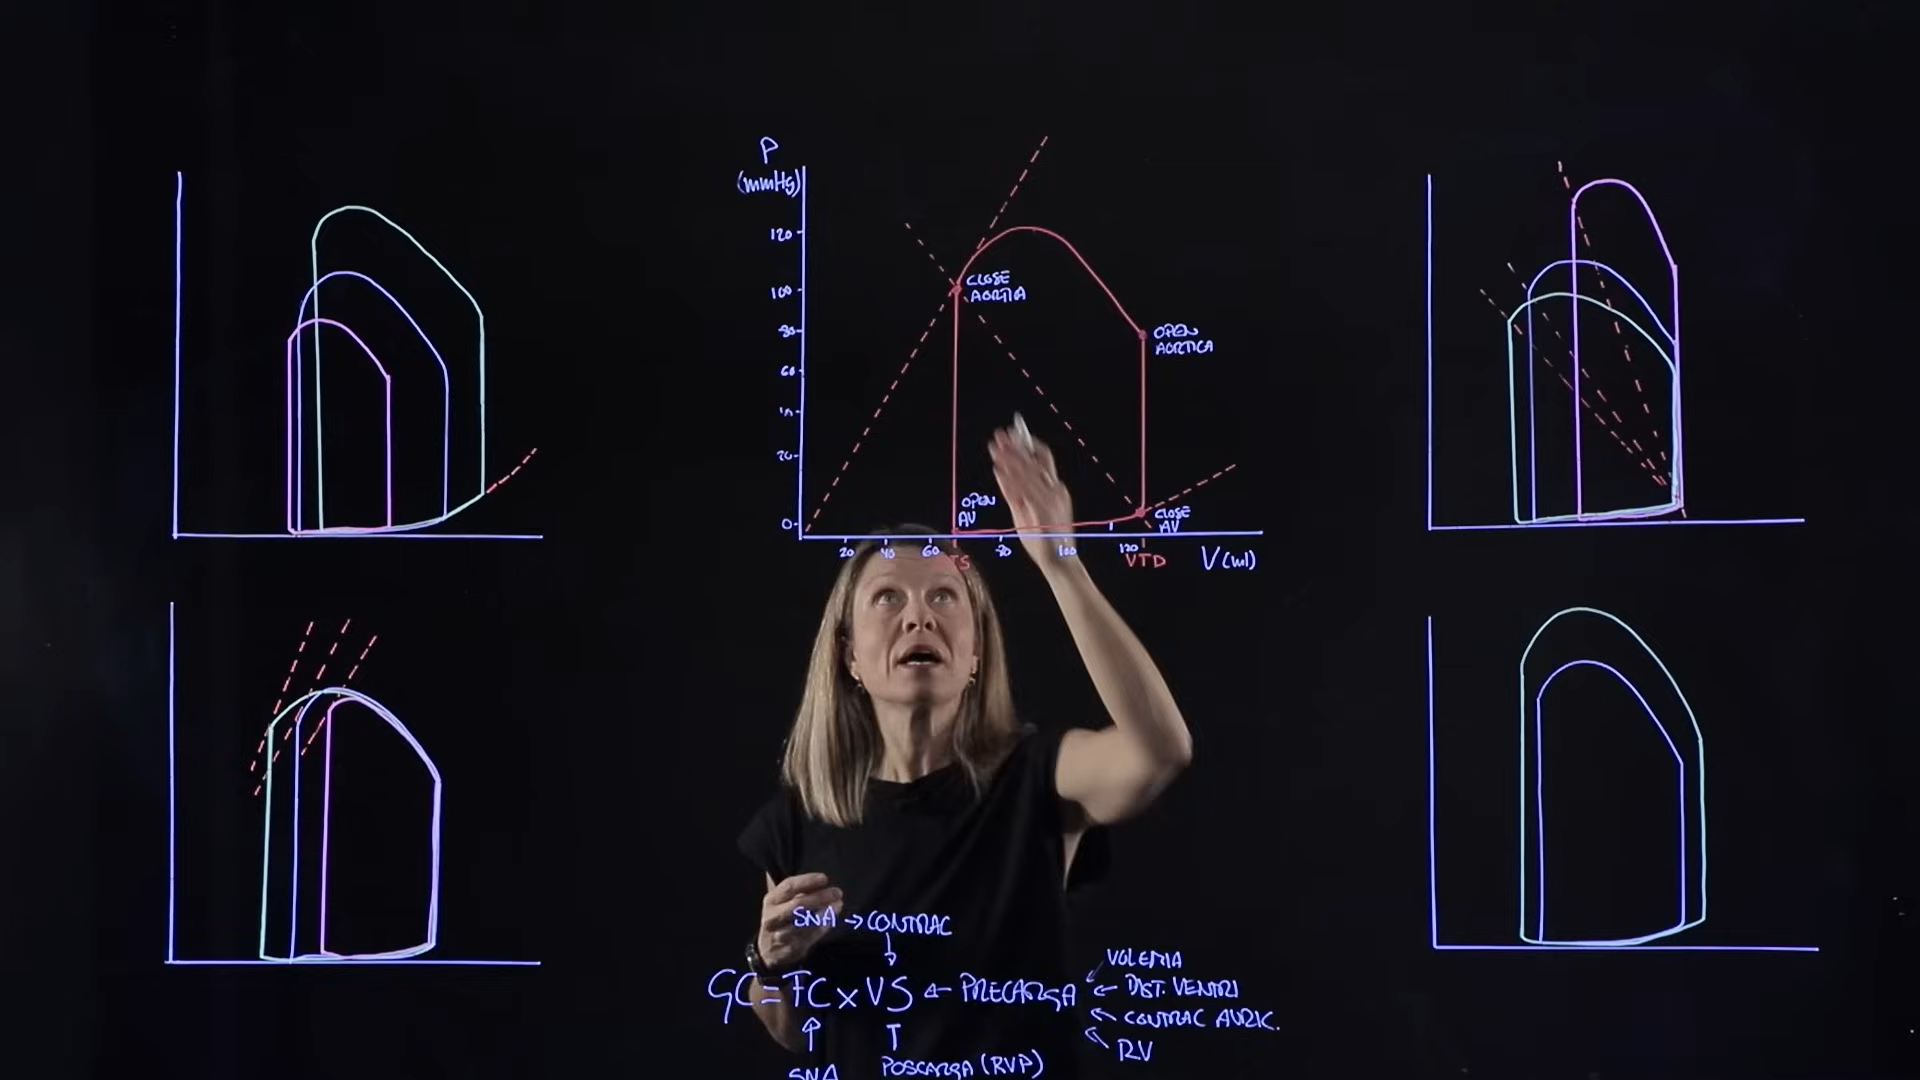 P
(mmHg)
120
100
80
60
40
20
0
CLOSE
AORTIA
OPEN
AORTICA
OPEN
AV
CLOSE
AV
20 40 60 80 100 120
VTD
V (ml)
SNA → CONTRAC
GC = FC x VS ← PRECARGA
VOLEMIA
DIST. VENTRI
CONTRAC AURIC.
RV
SNA
POSCARGA (RVP)